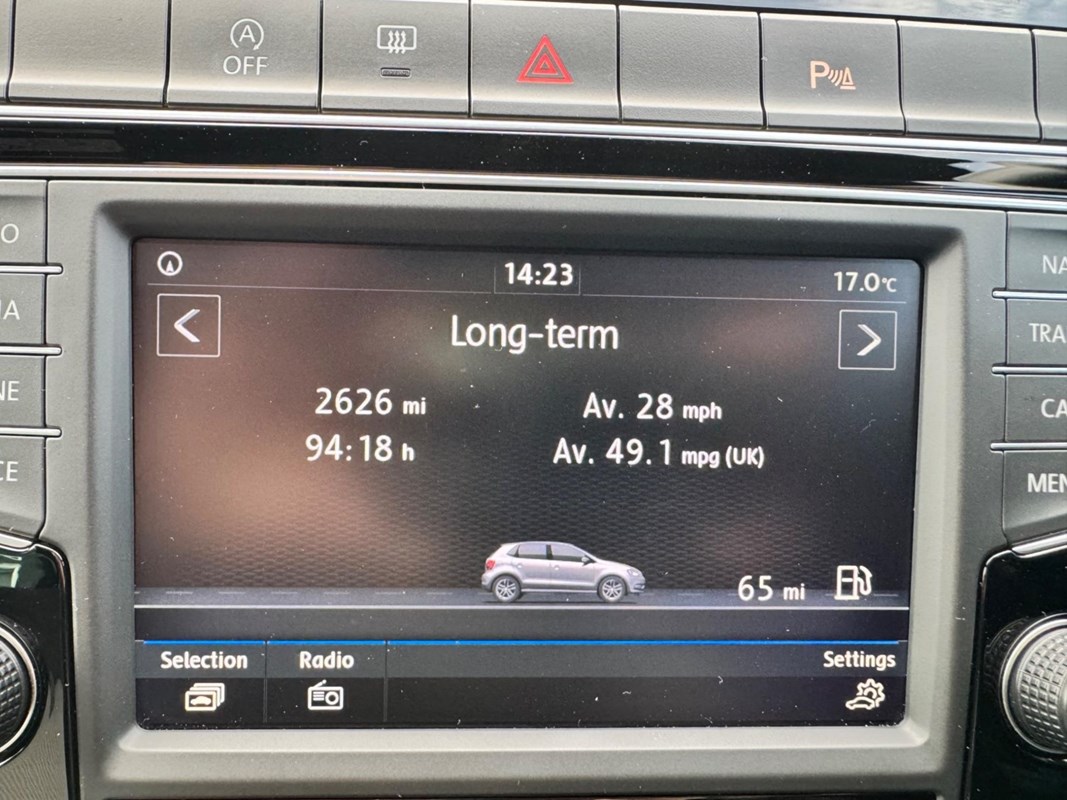 A
OFF
P
14:23
17.0°C
Long-term
2626 mi
Av. 28 mph
94:18 h
Av. 49.1 mpg (UK)
65 mi
Selection
Radio
Settings